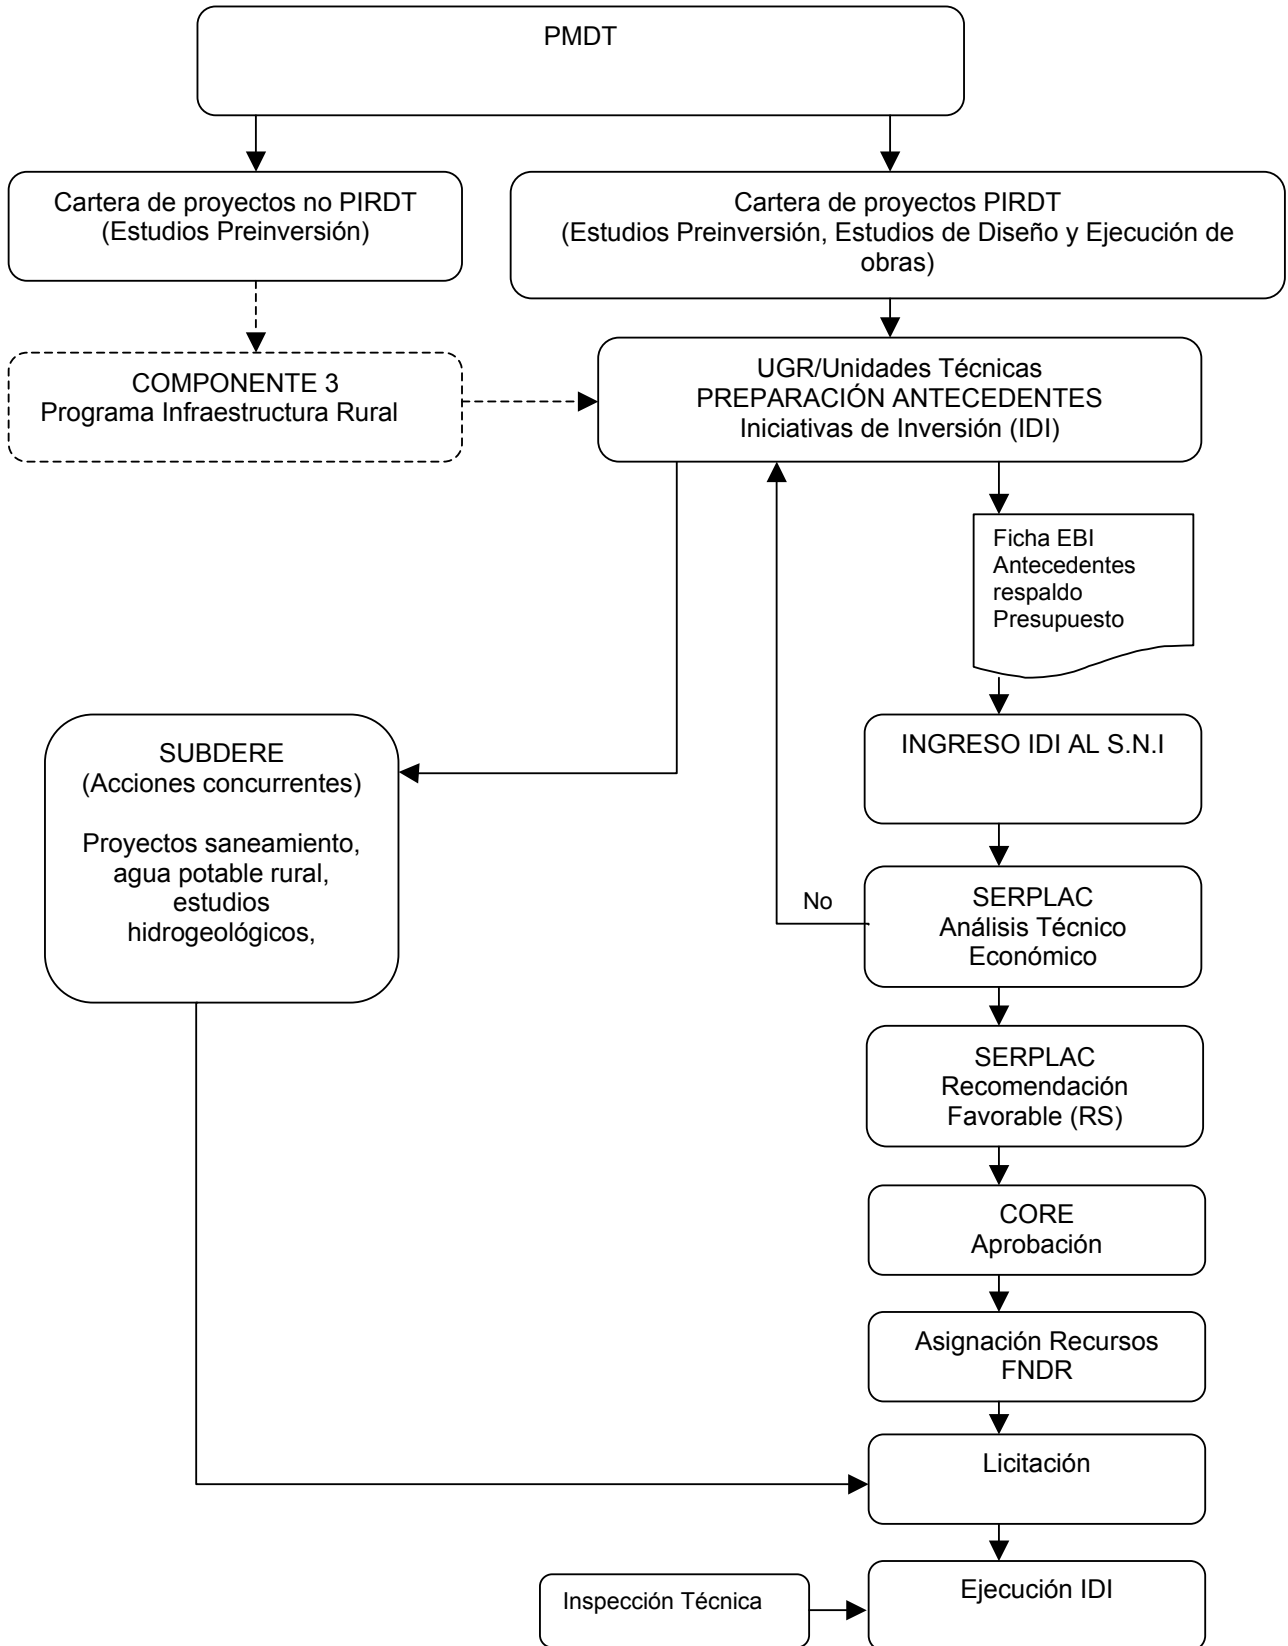 PMDT
Cartera de proyectos no PIRDT
(Estudios Preinversión)
Cartera de proyectos PIRDT
(Estudios Preinversión, Estudios de Diseño y Ejecución de
obras)
COMPONENTE 3
Programa Infraestructura Rural
UGR/Unidades Técnicas
PREPARACIÓN ANTECEDENTES
Iniciativas de Inversión (IDI)
Ficha EBI
Antecedentes
respaldo
Presupuesto
SUBDERE
(Acciones concurrentes)
Proyectos saneamiento,
agua potable rural,
estudios
hidrogeológicos,
INGRESO IDI AL S.N.I
No
SERPLAC
Análisis Técnico
Económico
SERPLAC
Recomendación
Favorable (RS)
CORE
Aprobación
Asignación Recursos
FNDR
Licitación
Inspección Técnica
Ejecución IDI